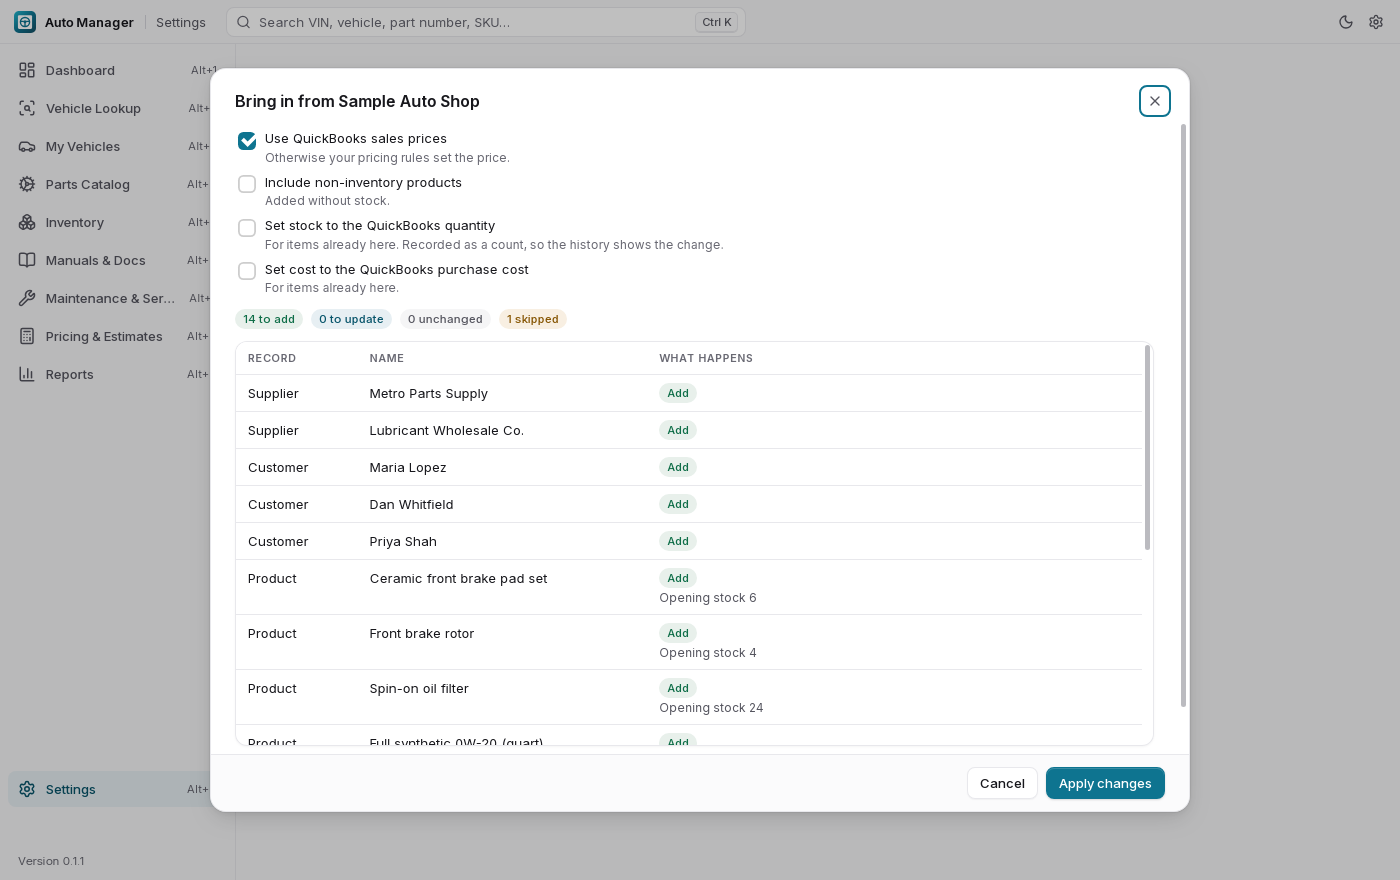 Auto Manager
Settings
Search VIN, vehicle, part number, SKU...
Ctrl K
Dashboard Alt+1
Vehicle Lookup Alt+
My Vehicles Alt+
Parts Catalog Alt+
Inventory Alt+
Manuals & Docs Alt+
Maintenance & Ser... Alt+
Pricing & Estimates Alt+
Reports Alt+
Settings Alt+
Version 0.1.1
Bring in from Sample Auto Shop
Use QuickBooks sales prices
Otherwise your pricing rules set the price.
Include non-inventory products
Added without stock.
Set stock to the QuickBooks quantity
For items already here. Recorded as a count, so the history shows the change.
Set cost to the QuickBooks purchase cost
For items already here.
14 to add 0 to update 0 unchanged 1 skipped
RECORD NAME WHAT HAPPENS
Supplier Metro Parts Supply Add
Supplier Lubricant Wholesale Co. Add
Customer Maria Lopez Add
Customer Dan Whitfield Add
Customer Priya Shah Add
Product Ceramic front brake pad set Add
Opening stock 6
Product Front brake rotor Add
Opening stock 4
Product Spin-on oil filter Add
Opening stock 24
Product Full synthetic 0W-20 (quart) Add
Cancel Apply changes